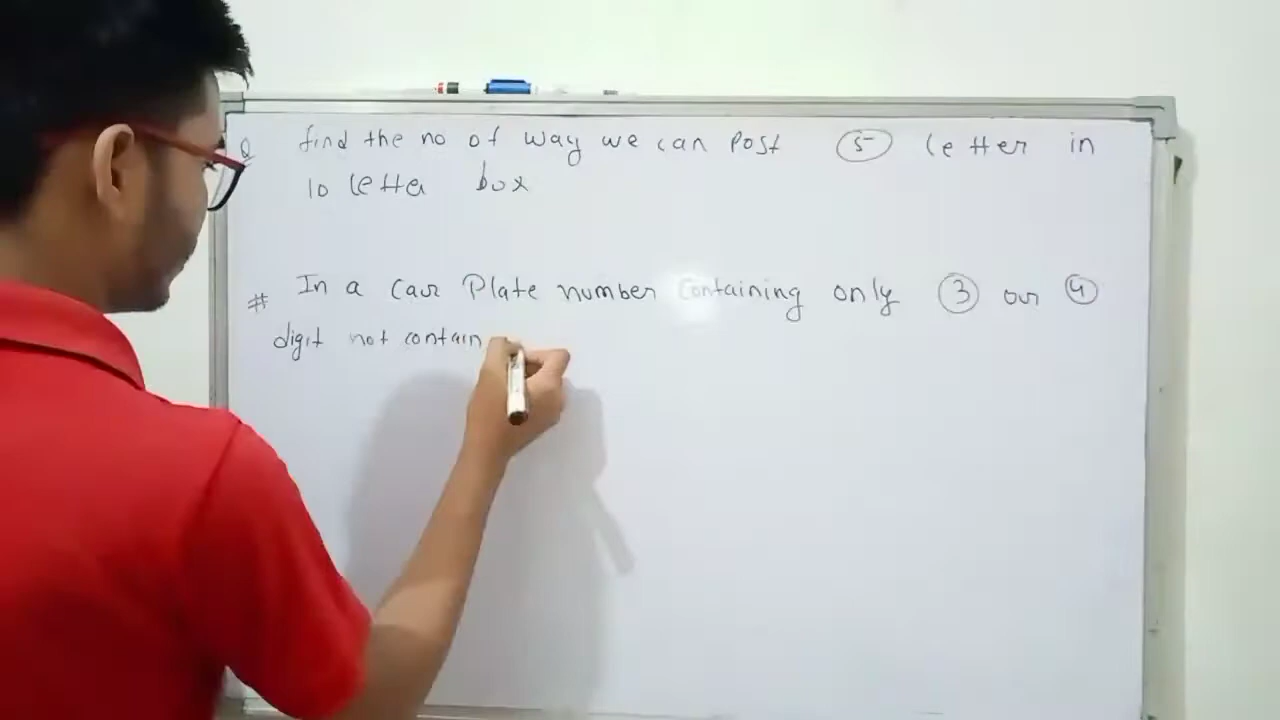 Q find the no of way we can Post 5 letter in
10 letter box
# In a car Plate number containing only 3 or 4
digit not contain